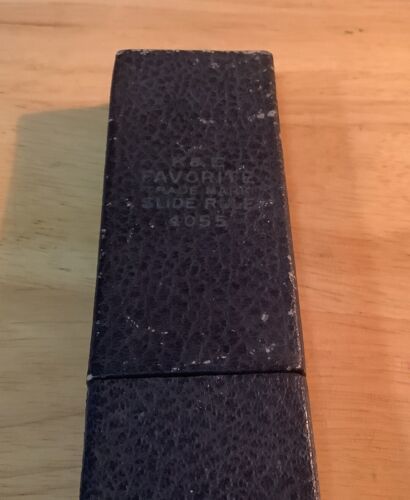 K & E
FAVORITE
TRADE MARK
SLIDE RULE
4055